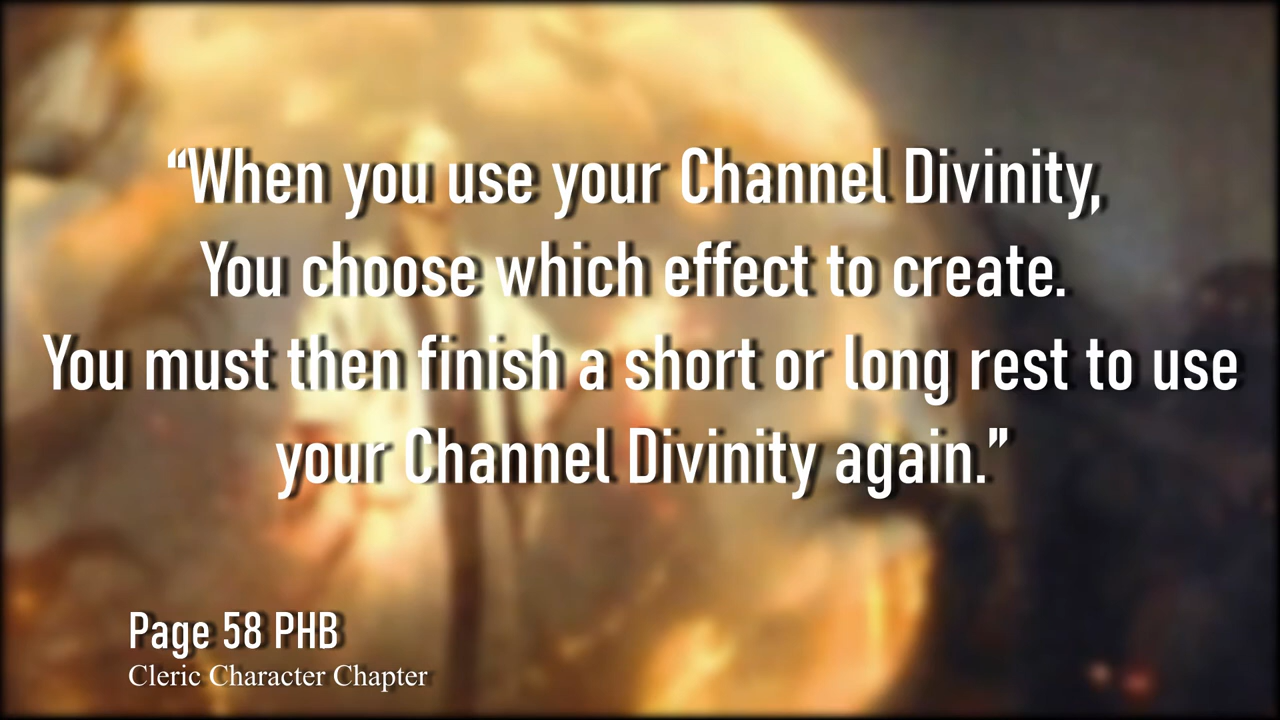 “When you use your Channel Divinity,
You choose which effect to create.
You must then finish a short or long rest to use
your Channel Divinity again.”
Page 58 PHB
Cleric Character Chapter